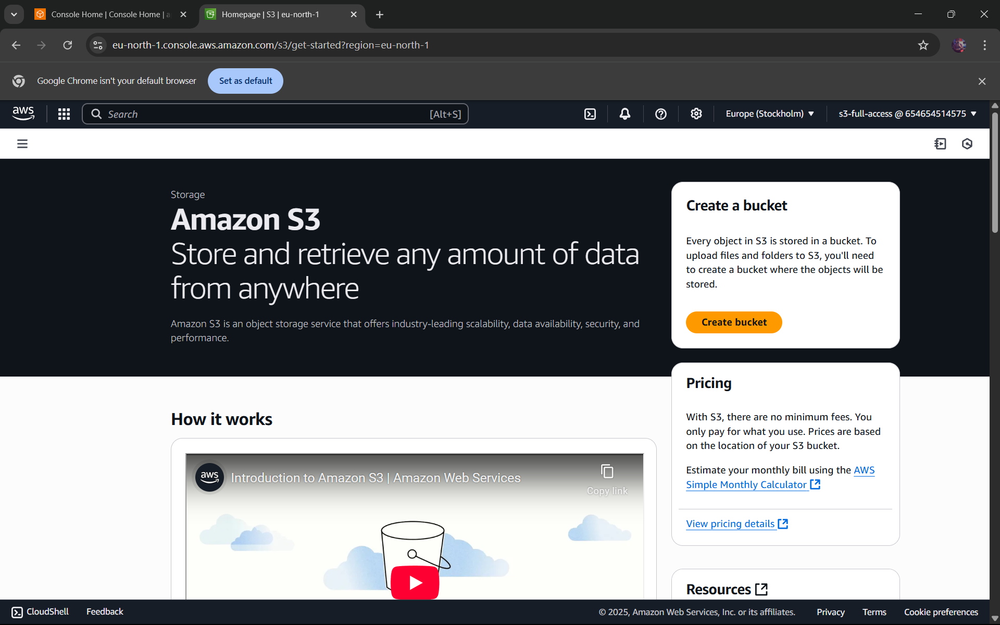 Console Home | Console Home | a
Homepage | S3 | eu-north-1
eu-north-1.console.aws.amazon.com/s3/get-started?region=eu-north-1
Google Chrome isn't your default browser
Set as default
aws
Search
[Alt+S]
Europe (Stockholm)
s3-full-access @ 654654514575
Storage
Amazon S3
Store and retrieve any amount of data
from anywhere
Amazon S3 is an object storage service that offers industry-leading scalability, data availability, security, and
performance.
Create a bucket
Every object in S3 is stored in a bucket. To
upload files and folders to S3, you'll need
to create a bucket where the objects will be
stored.
Create bucket
Pricing
With S3, there are no minimum fees. You
only pay for what you use. Prices are based
on the location of your S3 bucket.
Estimate your monthly bill using the AWS
Simple Monthly Calculator
View pricing details
Resources
How it works
aws
Introduction to Amazon S3 | Amazon Web Services
Copy link
CloudShell
Feedback
© 2025, Amazon Web Services, Inc. or its affiliates.
Privacy
Terms
Cookie preferences